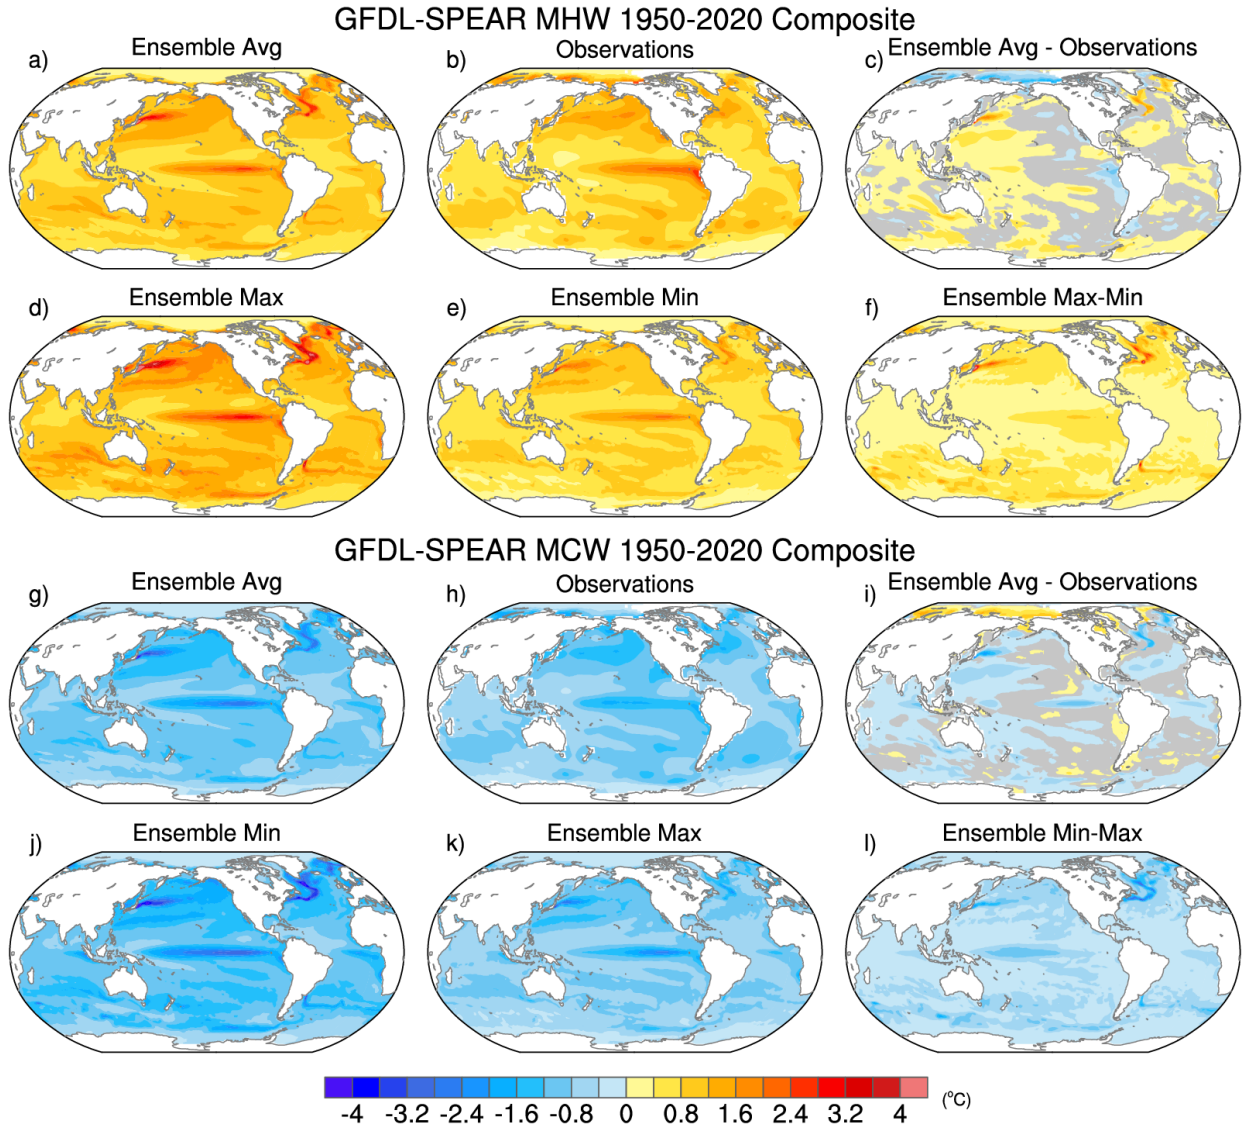 GFDL-SPEAR MHW 1950-2020 Composite
a) Ensemble Avg
b) Observations
c) Ensemble Avg - Observations
d) Ensemble Max
e) Ensemble Min
f) Ensemble Max-Min
GFDL-SPEAR MCW 1950-2020 Composite
g) Ensemble Avg
h) Observations
i) Ensemble Avg - Observations
j) Ensemble Min
k) Ensemble Max
l) Ensemble Min-Max
-4 -3.2 -2.4 -1.6 -0.8 0 0.8 1.6 2.4 3.2 4 (°C)